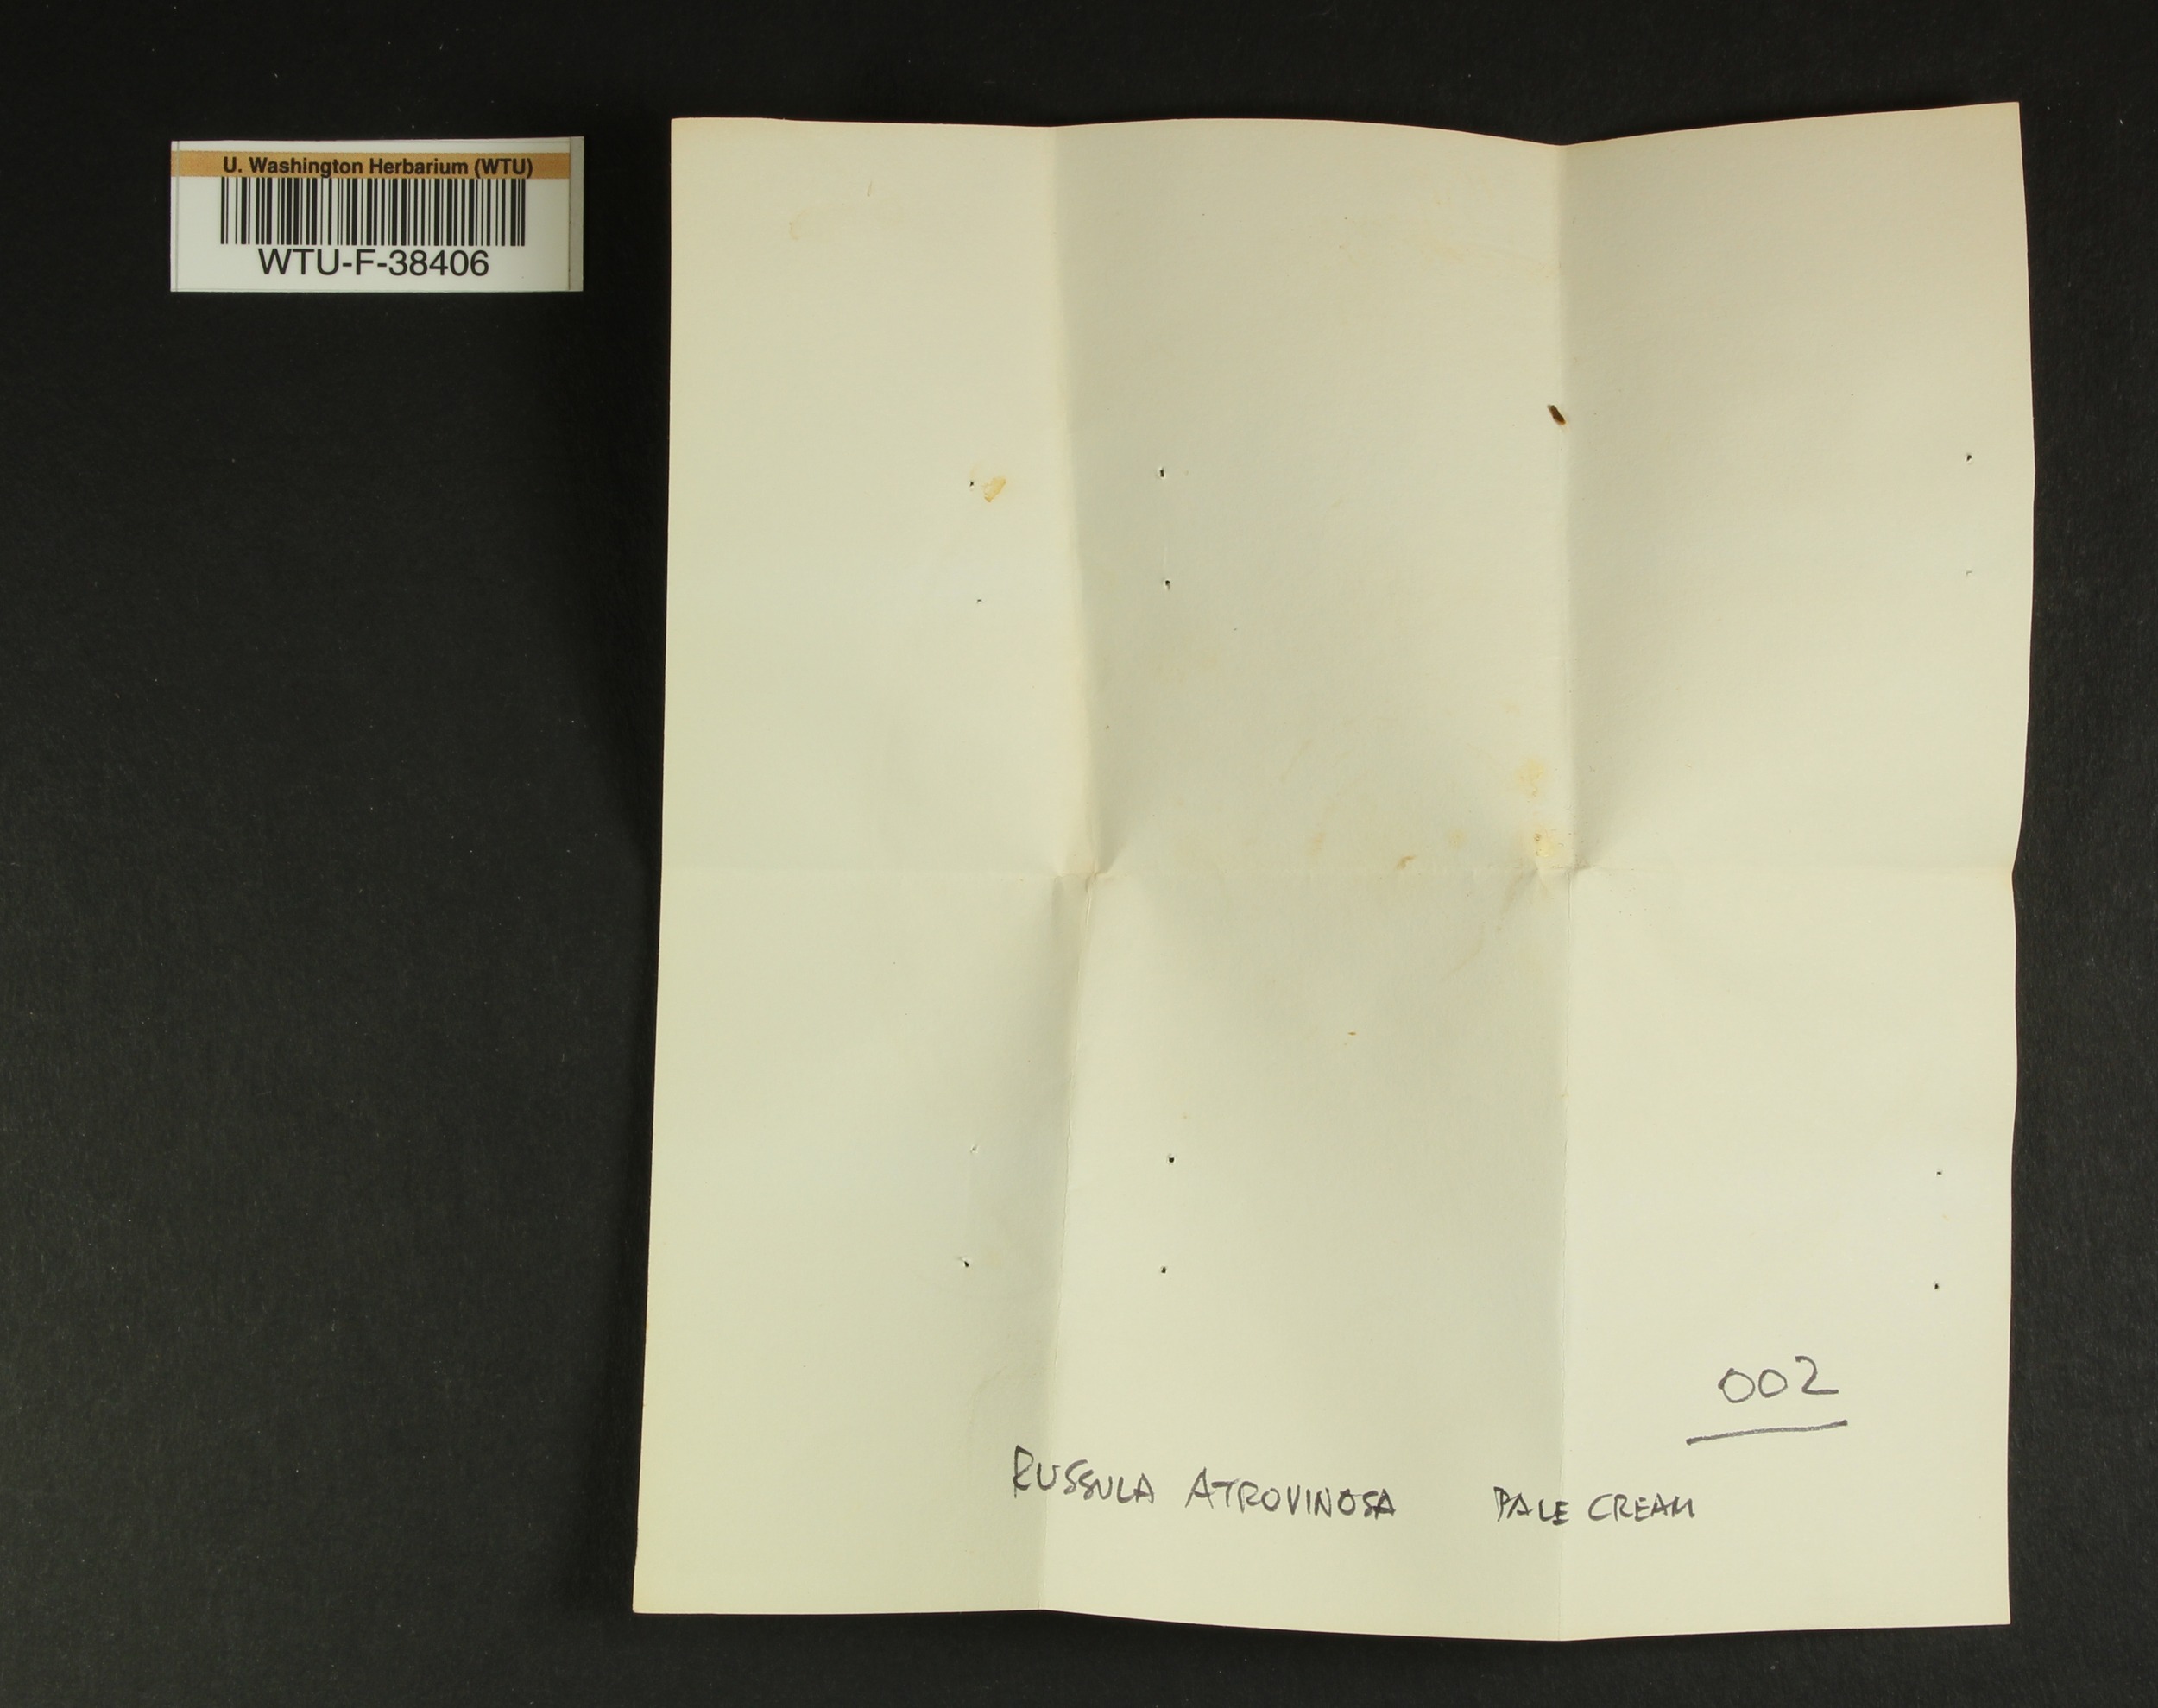 U. Washington Herbarium (WTU)
WTU-F-38406
002
RUSSULA ATROVINOSA PALE CREAM